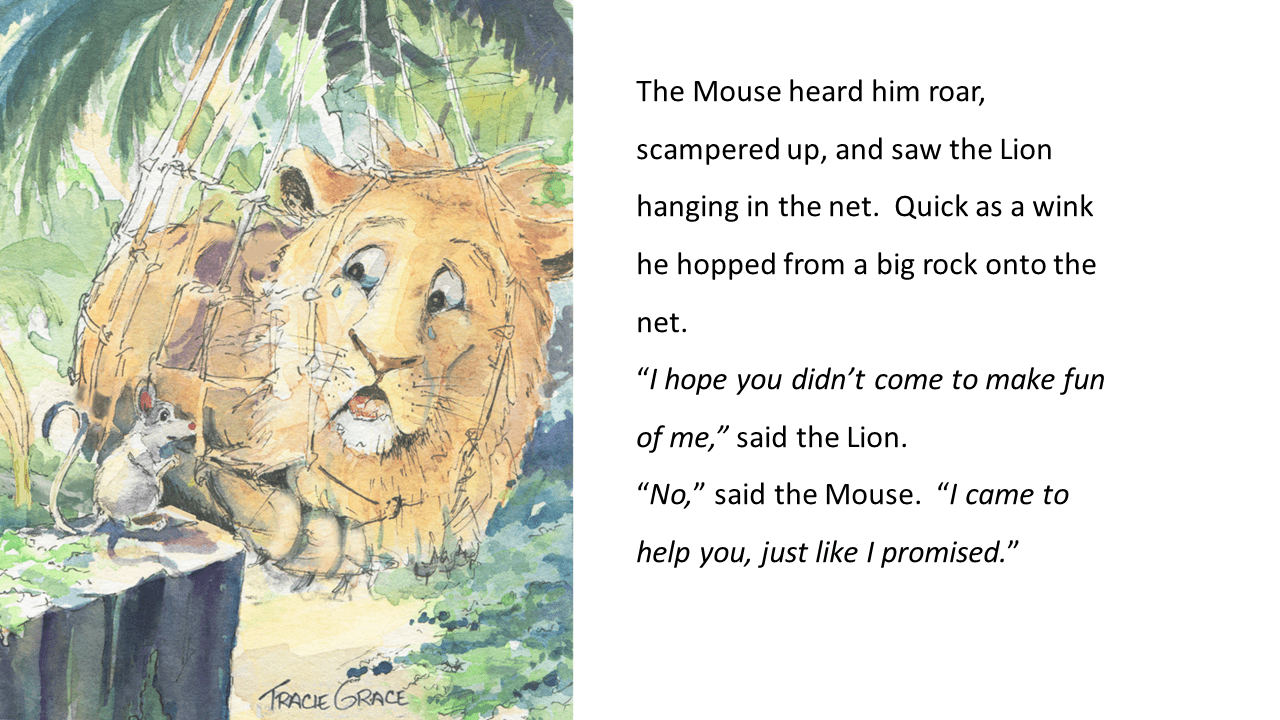 The Mouse heard him roar,
scampered up, and saw the Lion
hanging in the net.  Quick as a wink
he hopped from a big rock onto the
net.
“I hope you didn’t come to make fun
of me,” said the Lion.
“No,” said the Mouse.  “I came to
help you, just like I promised.”
TRACIE GRACE